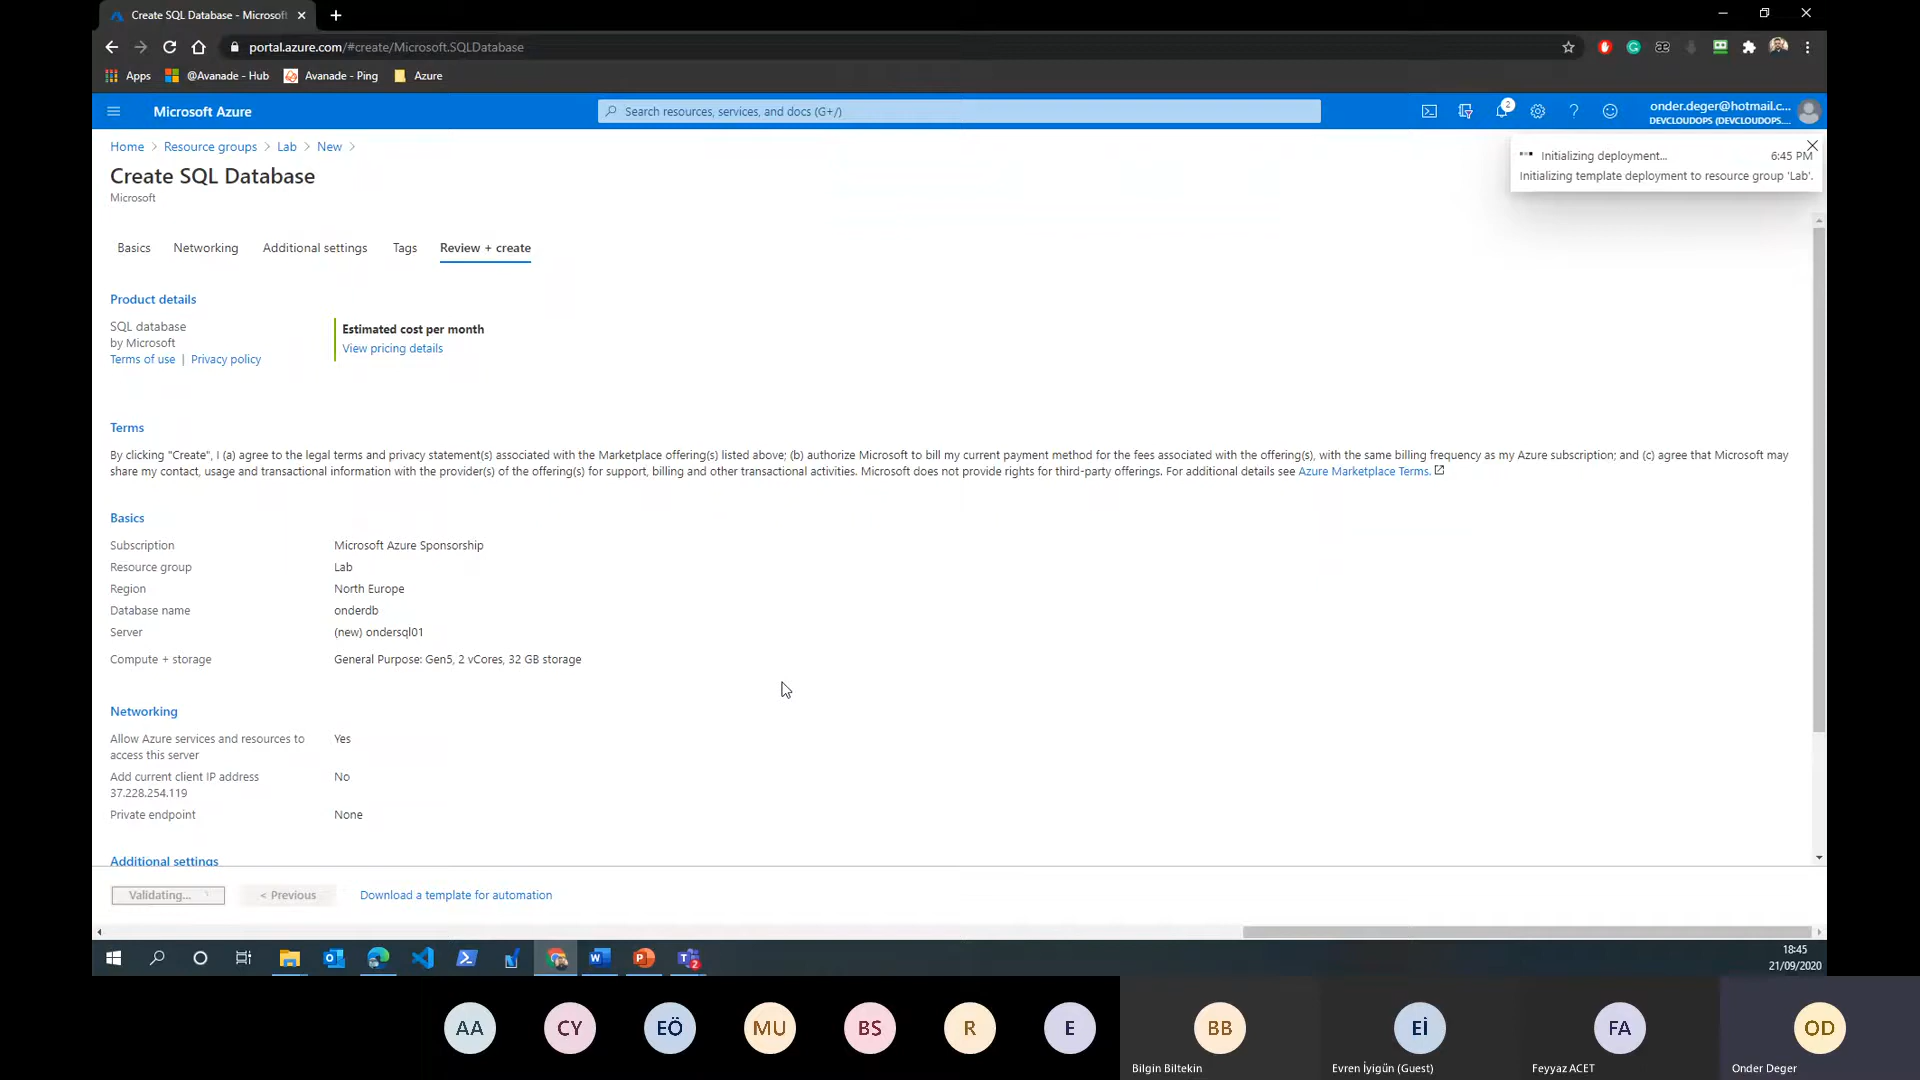 Create SQL Database - Microsoft
portal.azure.com/#create/Microsoft.SQLDatabase
Apps @Avanade - Hub Avanade - Ping Azure
Microsoft Azure
Search resources, services, and docs (G+/)
2
onder.deger@hotmail.c...
DEVCLOUDOPS (DEVCLOUDOPS....
Home > Resource groups > Lab > New >
Initializing deployment... 6:45 PM
Initializing template deployment to resource group 'Lab'.
Create SQL Database
Microsoft
Basics Networking Additional settings Tags Review + create
Product details
SQL database
by Microsoft
Terms of use | Privacy policy
Estimated cost per month
View pricing details
Terms
By clicking "Create", I (a) agree to the legal terms and privacy statement(s) associated with the Marketplace offering(s) listed above; (b) authorize Microsoft to bill my current payment method for the fees associated with the offering(s), with the same billing frequency as my Azure subscription; and (c) agree that Microsoft may
share my contact, usage and transactional information with the provider(s) of the offering(s) for support, billing and other transactional activities. Microsoft does not provide rights for third-party offerings. For additional details see Azure Marketplace Terms.
Basics
Subscription Microsoft Azure Sponsorship
Resource group Lab
Region North Europe
Database name onderdb
Server (new) ondersql01
Compute + storage General Purpose: Gen5, 2 vCores, 32 GB storage
Networking
Allow Azure services and resources to Yes
access this server
Add current client IP address No
37.228.254.119
Private endpoint None
Additional settings
Validating... < Previous Download a template for automation
18:45
21/09/2020
AA CY EÖ MU BS R E BB Eİ FA OD
Bilgin Biltekin Evren İyigün (Guest) Feyyaz ACET Onder Deger